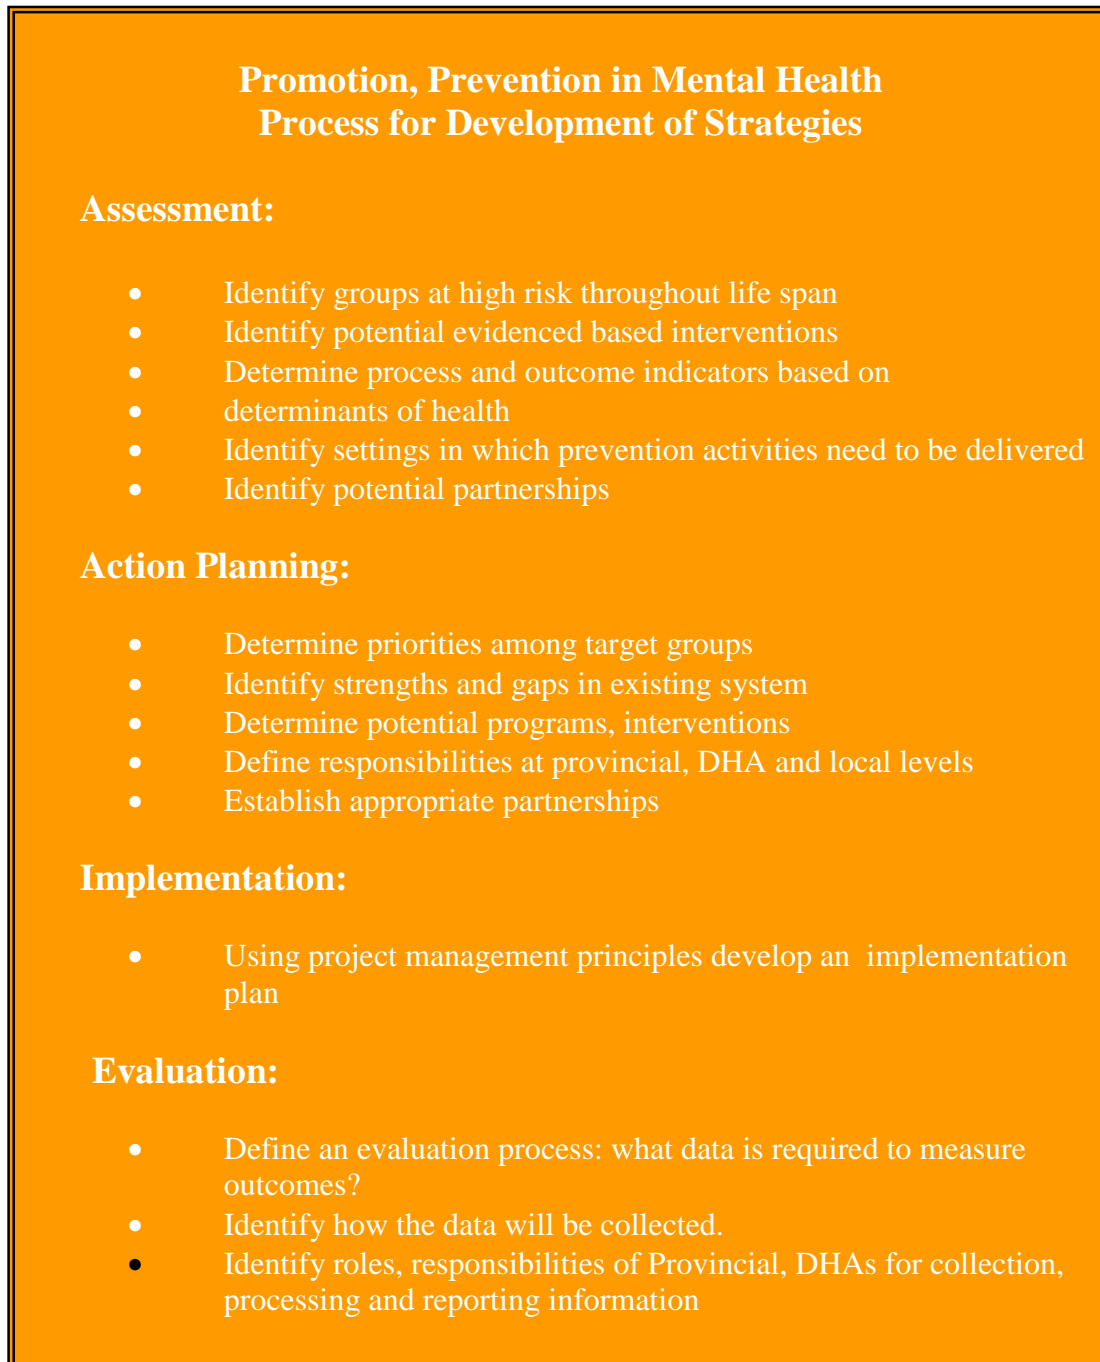 Promotion, Prevention in Mental Health
Process for Development of Strategies
Assessment:
• Identify groups at high risk throughout life span
• Identify potential evidenced based interventions
• Determine process and outcome indicators based on
• determinants of health
• Identify settings in which prevention activities need to be delivered
• Identify potential partnerships
Action Planning:
• Determine priorities among target groups
• Identify strengths and gaps in existing system
• Determine potential programs, interventions
• Define responsibilities at provincial, DHA and local levels
• Establish appropriate partnerships
Implementation:
• Using project management principles develop an  implementation
plan
Evaluation:
• Define an evaluation process: what data is required to measure
outcomes?
• Identify how the data will be collected.
• Identify roles, responsibilities of Provincial, DHAs for collection,
processing and reporting information